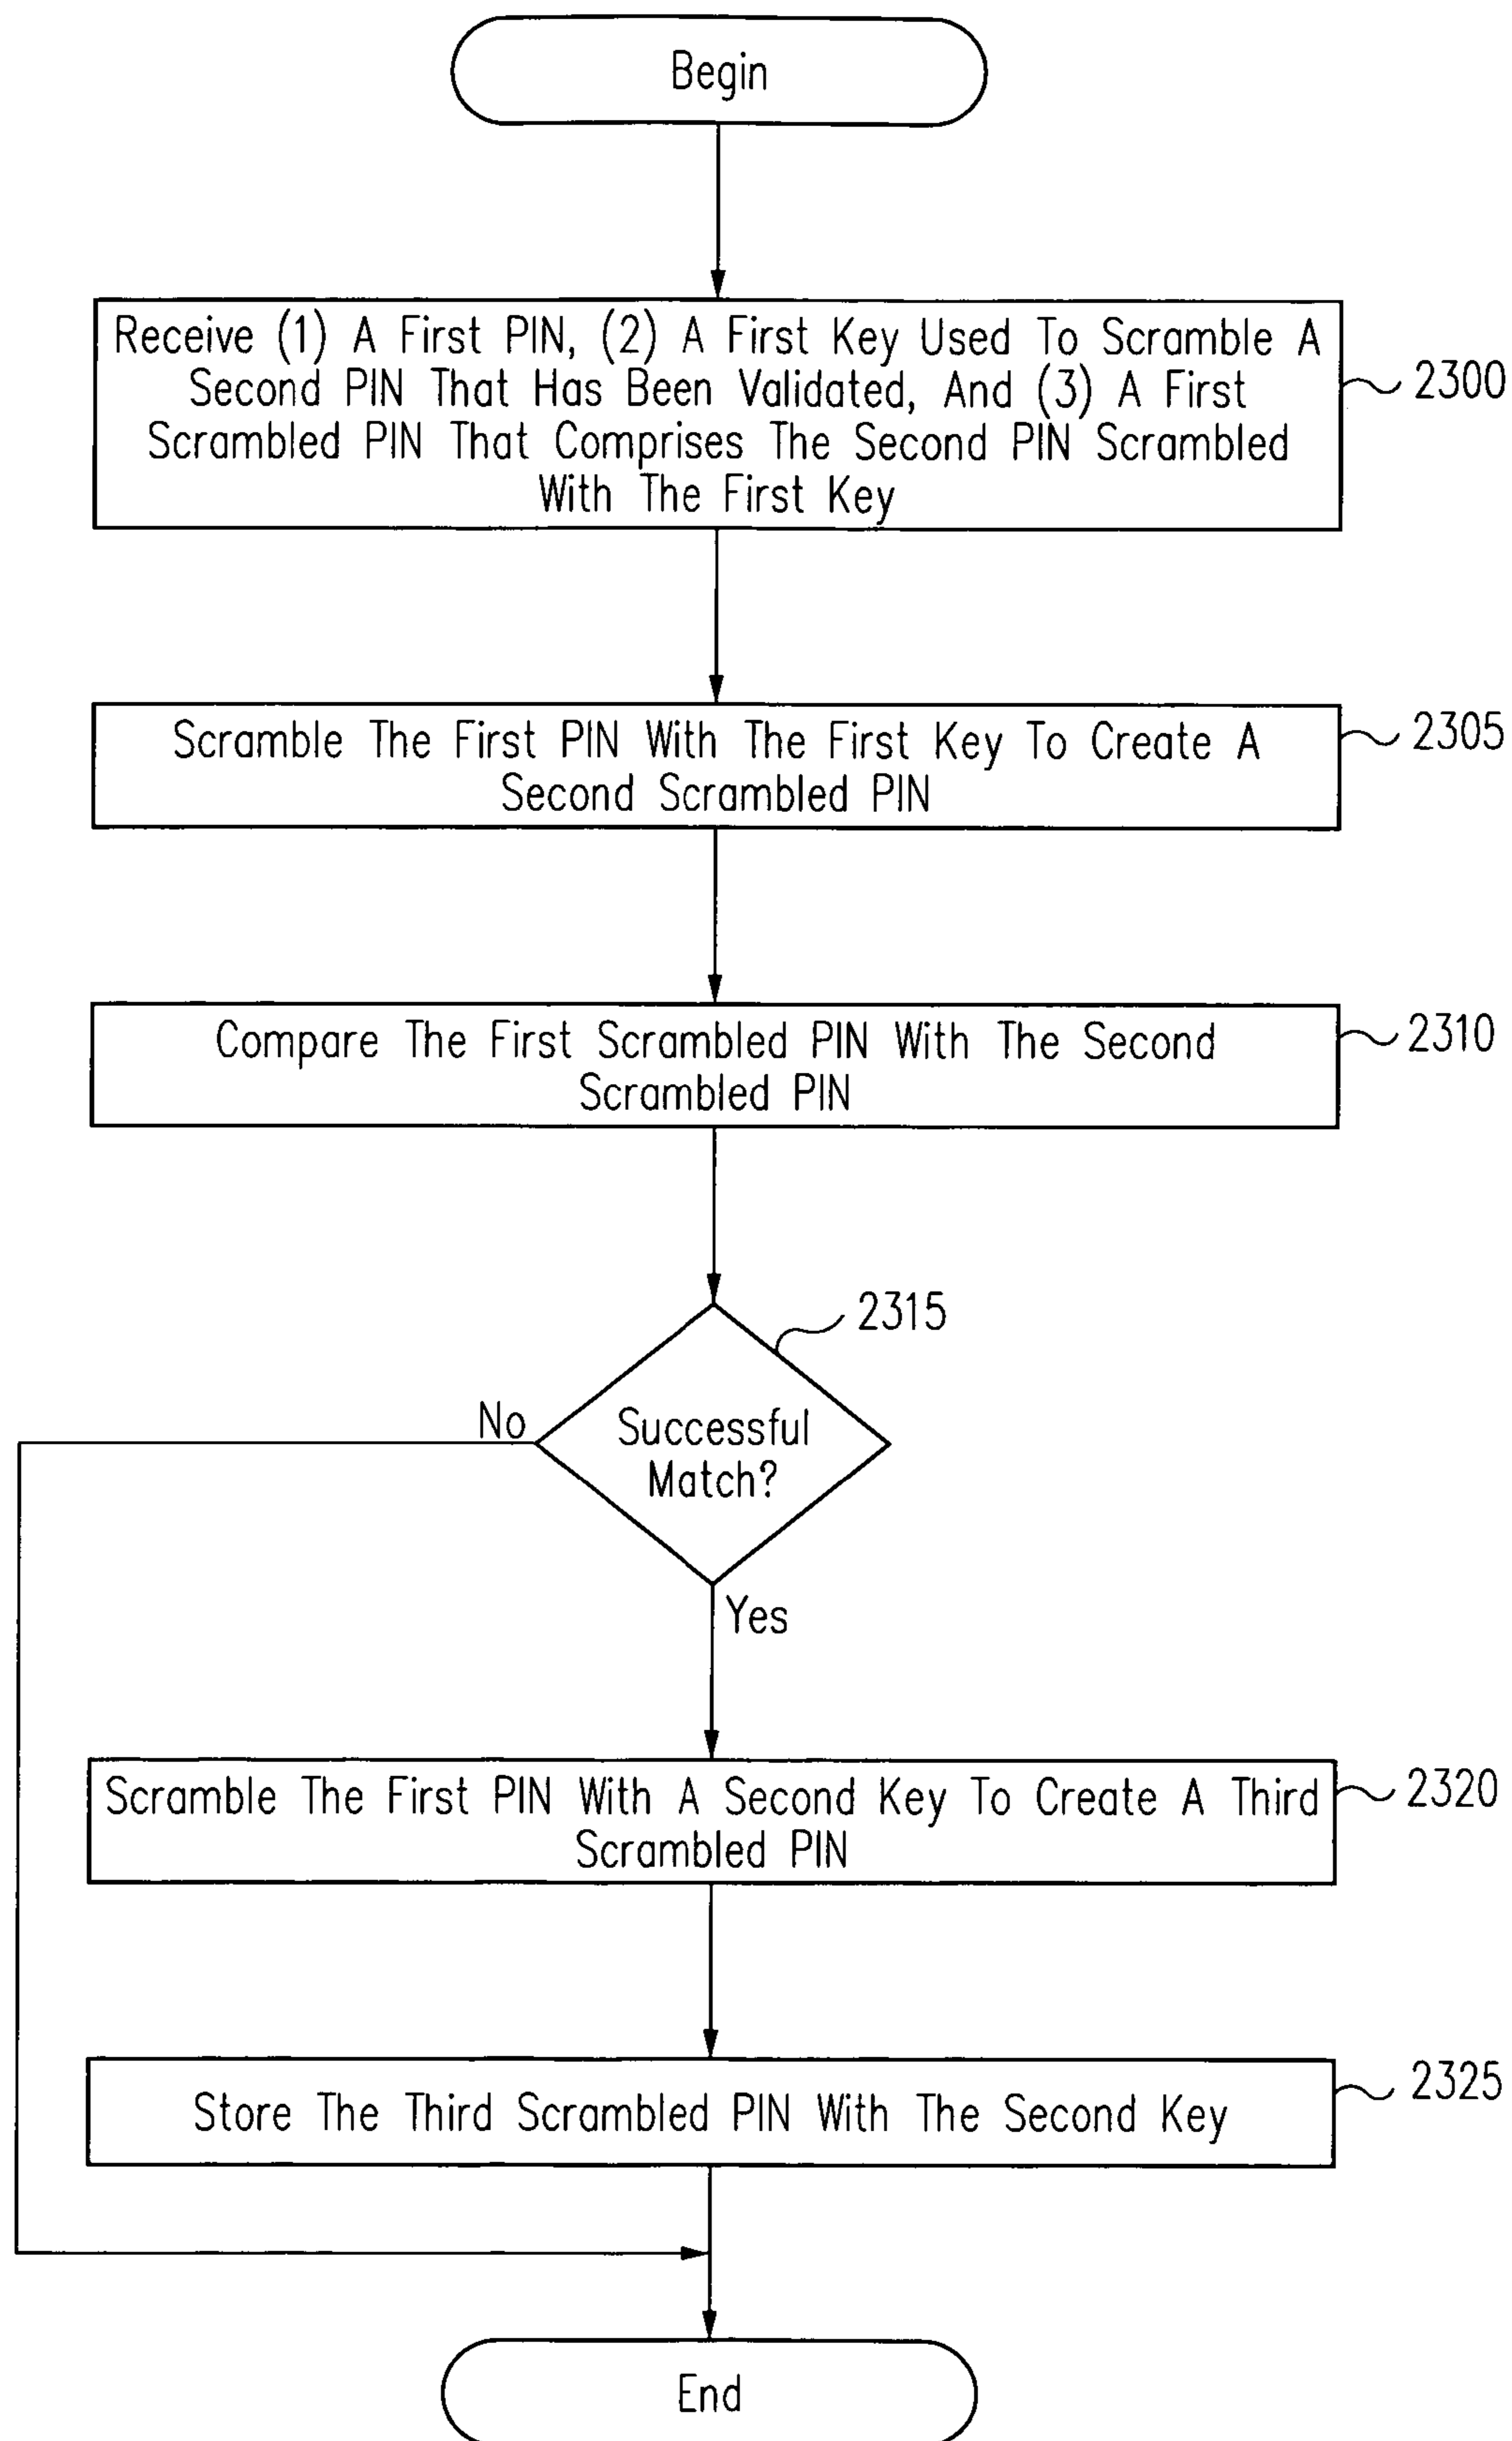 Begin
Receive (1) A First PIN, (2) A First Key Used To Scramble A
Second PIN That Has Been Validated, And (3) A First
Scrambled PIN That Comprises The Second PIN Scrambled
With The First Key
2300
Scramble The First PIN With The First Key To Create A
Second Scrambled PIN
2305
Compare The First Scrambled PIN With The Second
Scrambled PIN
2310
2315
No
Successful
Match?
Yes
Scramble The First PIN With A Second Key To Create A Third
Scrambled PIN
2320
Store The Third Scrambled PIN With The Second Key
2325
End